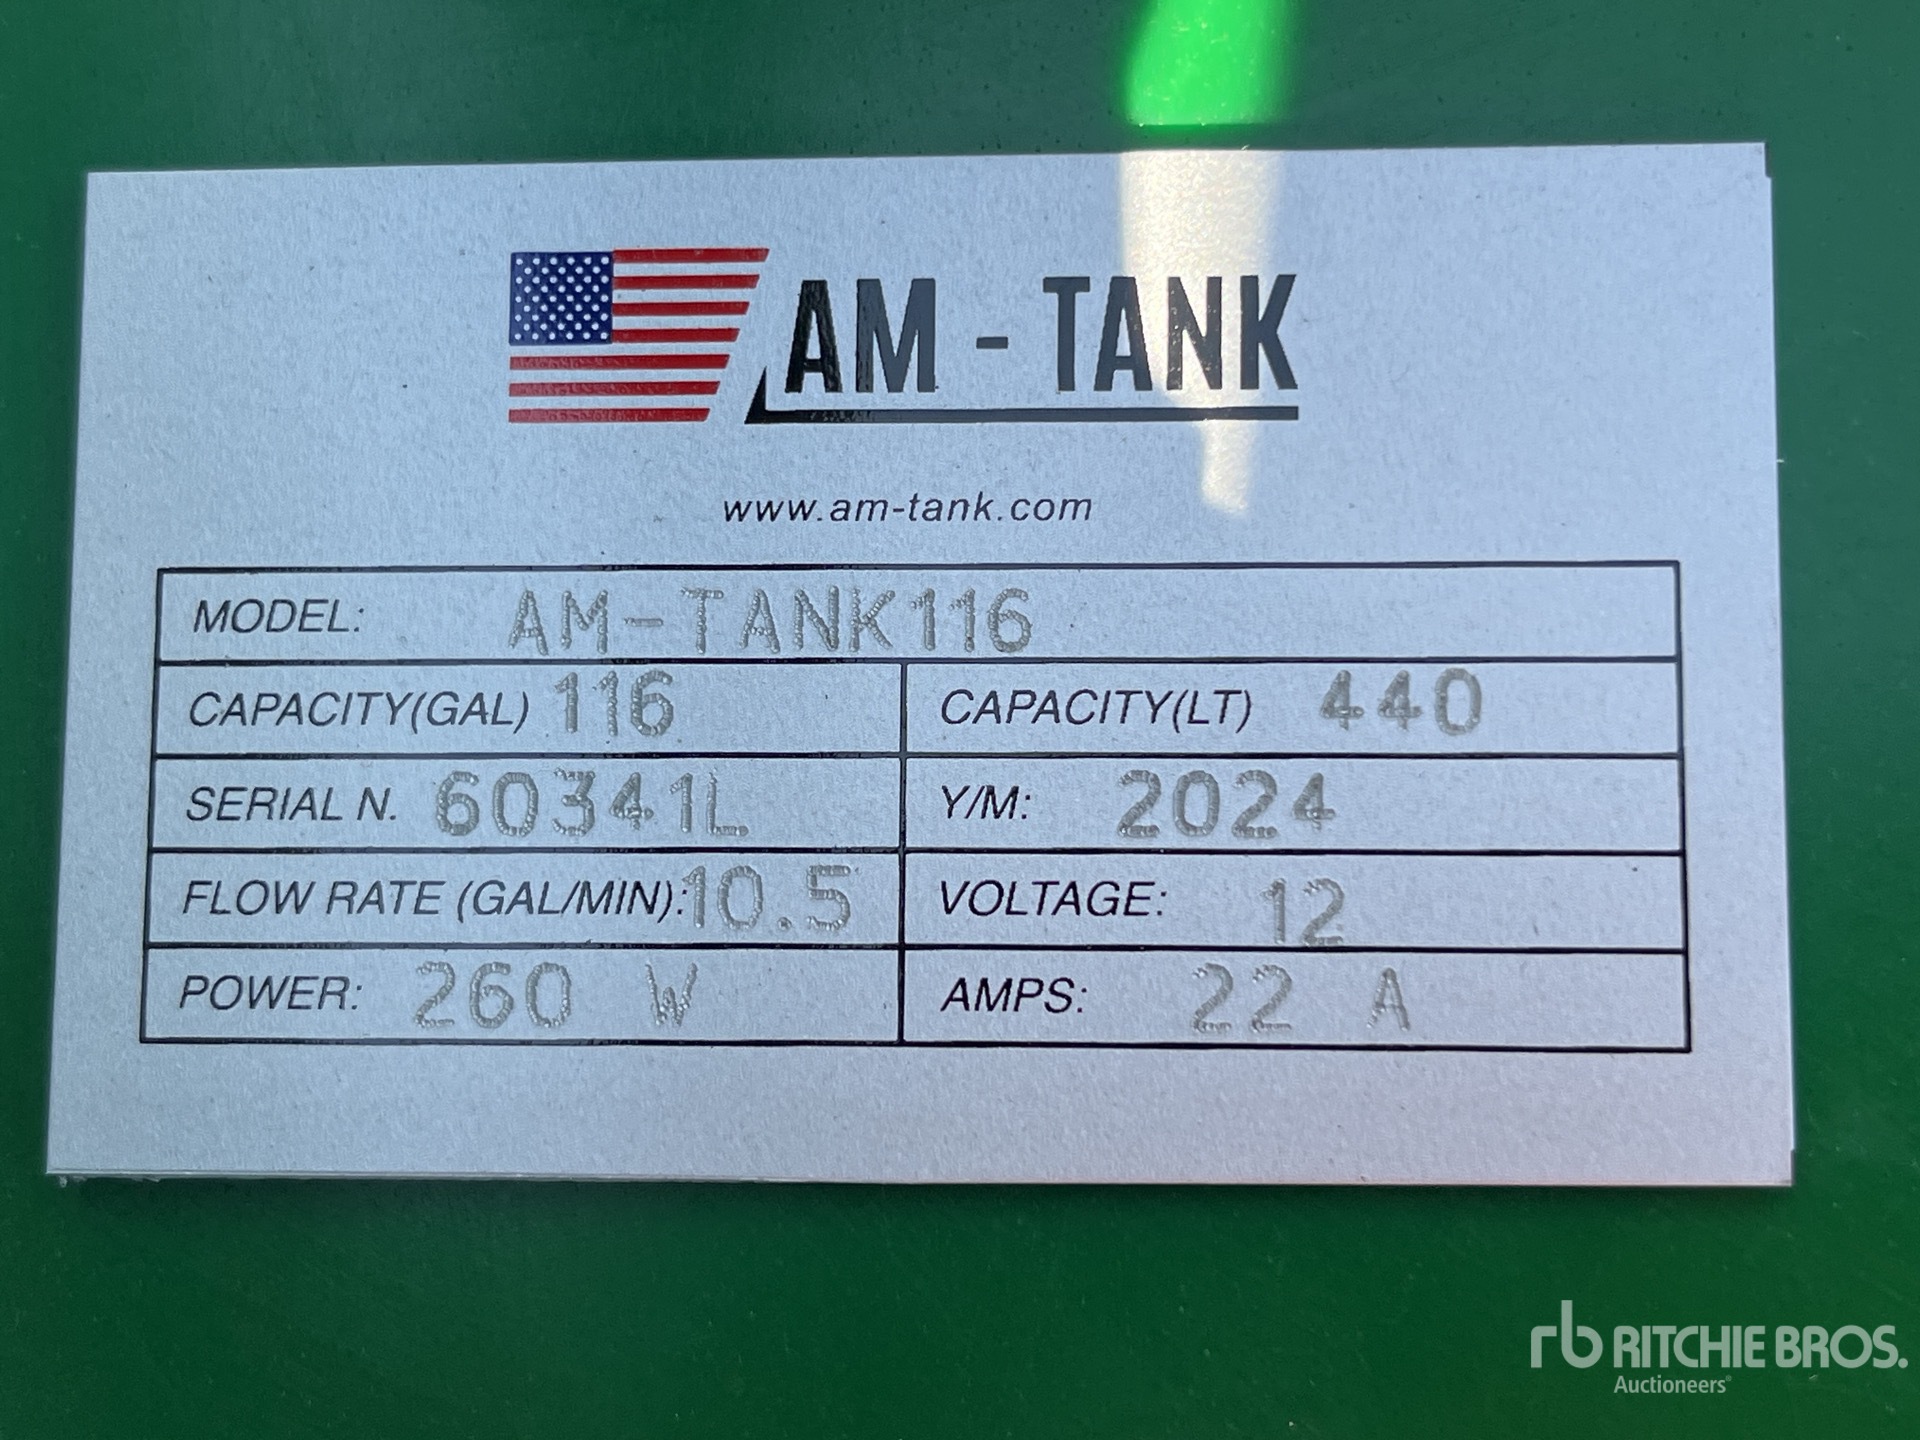 AM - TANK
www.am-tank.com
MODEL: AM-TANK116
CAPACITY(GAL) 116 CAPACITY(LT) 440
SERIAL N. 60341L Y/M: 2024
FLOW RATE (GAL/MIN): 10.5 VOLTAGE: 12
POWER: 260 W AMPS: 22 A
rb RITCHIE BROS.
Auctioneers®